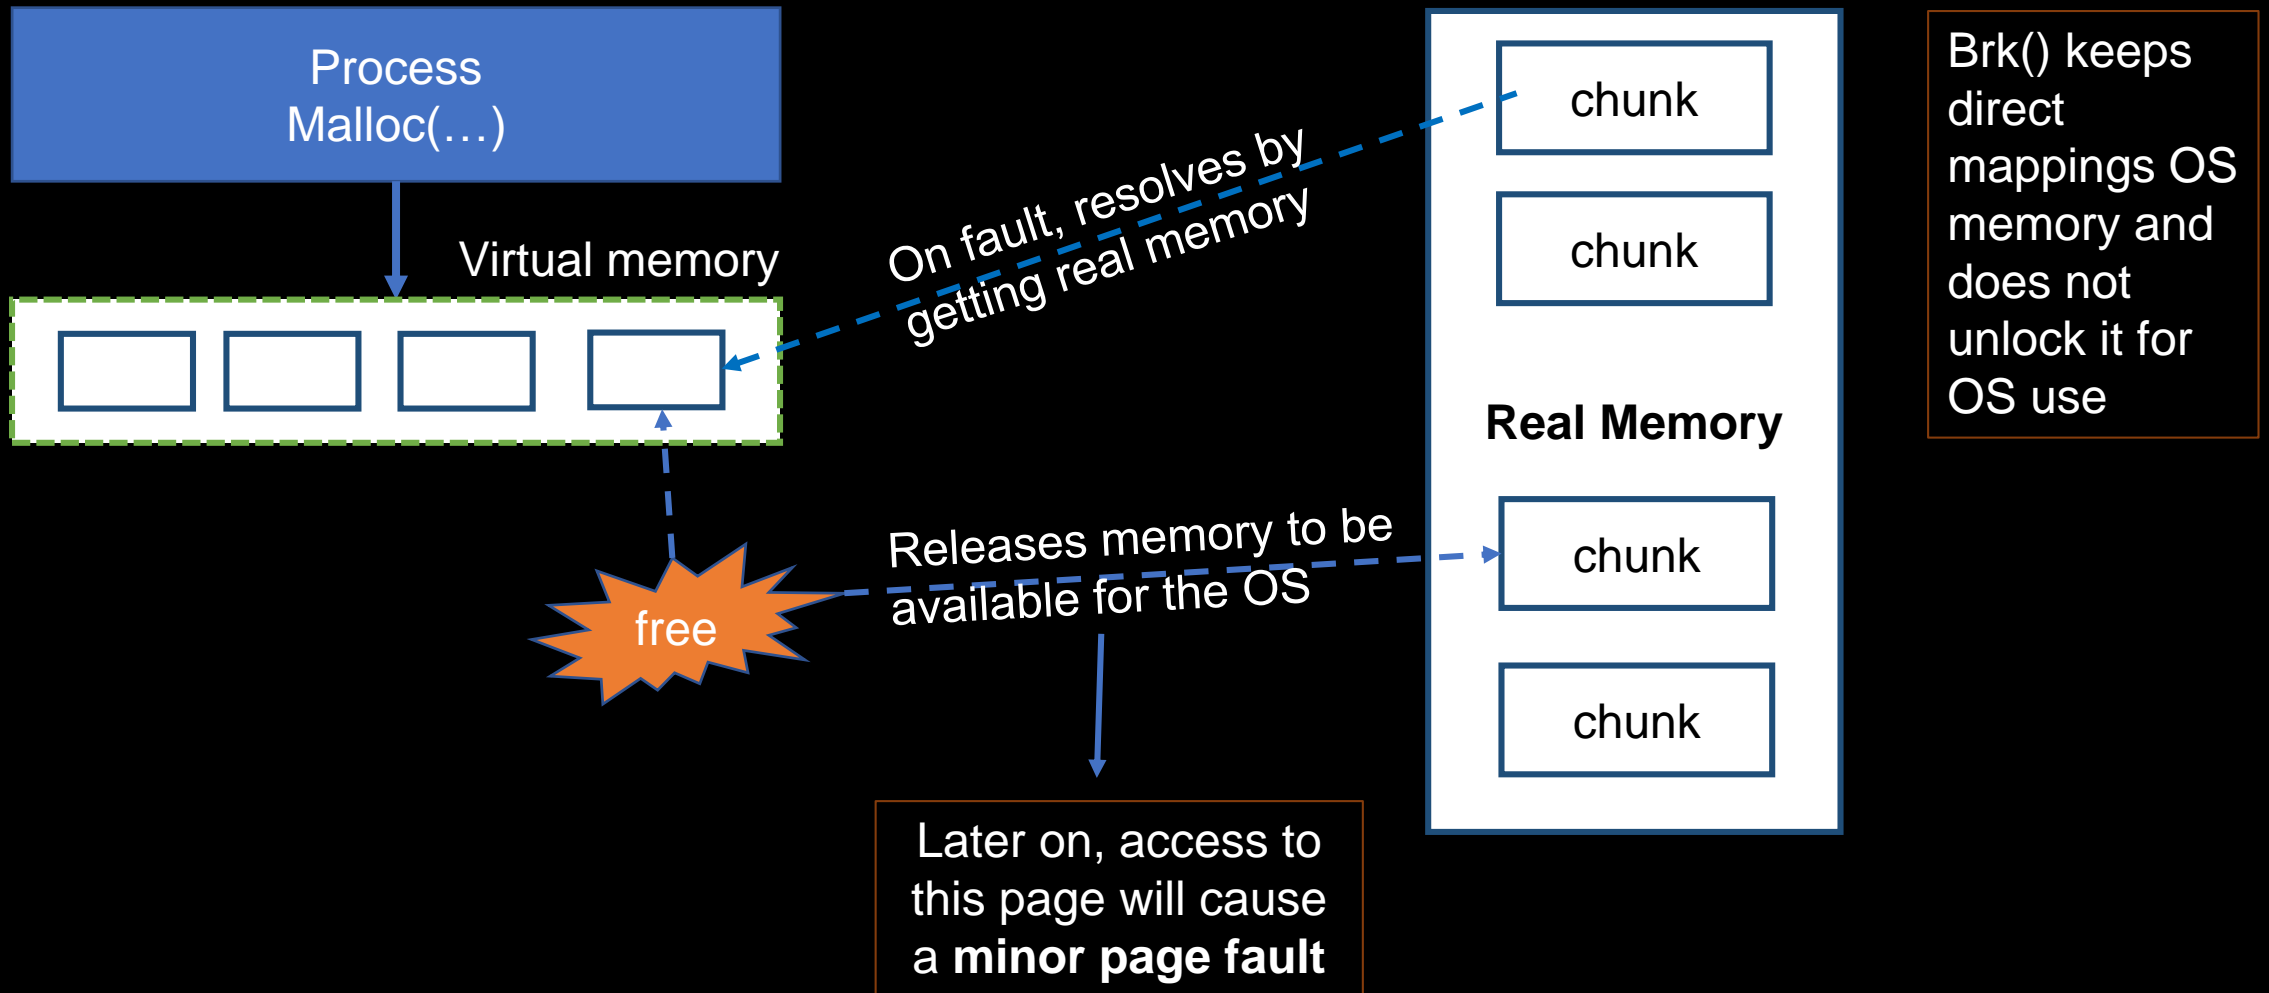 Process
Malloc(…)
Virtual memory
On fault, resolves by
getting real memory
chunk
chunk
Real Memory
chunk
chunk
Brk() keeps
direct
mappings OS
memory and
does not
unlock it for
OS use
free
Releases memory to be
available for the OS
Later on, access to
this page will cause
a minor page fault